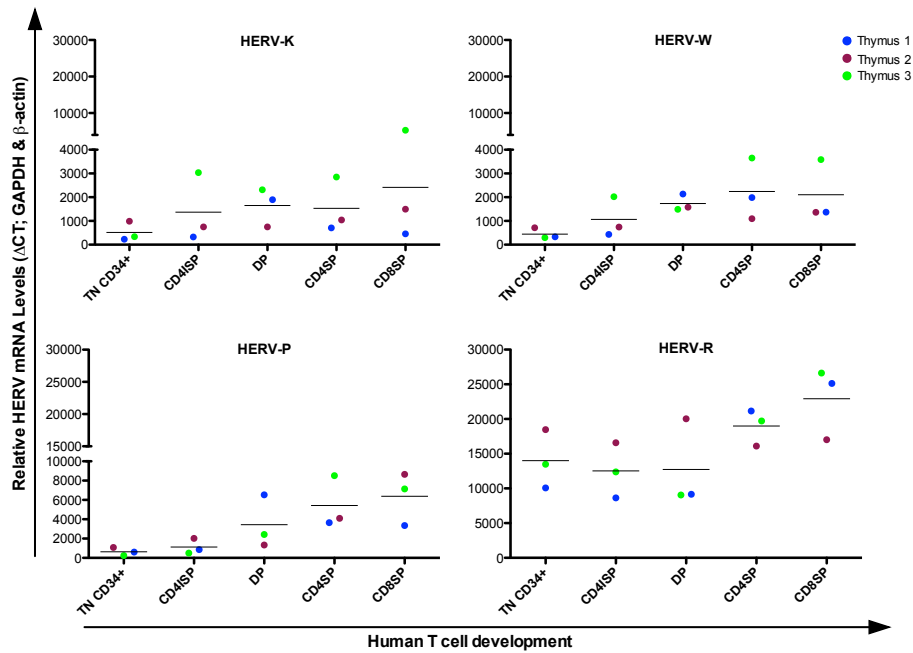 HERV-K
30000
20000
10000
4000
3000
2000
1000
0
TN CD34+
CD4ISP
DP
CD4SP
CD8SP
HERV-W
30000
20000
10000
4000
3000
2000
1000
0
TN CD34+
CD4ISP
DP
CD4SP
CD8SP
Thymus 1
Thymus 2
Thymus 3
Relative HERV mRNA Levels (ΔCT; GAPDH & β-actin)
HERV-P
30000
25000
20000
15000
10000
8000
6000
4000
2000
0
TN CD34+
CD4ISP
DP
CD4SP
CD8SP
HERV-R
30000
25000
20000
15000
10000
5000
0
TN CD34+
CD4ISP
DP
CD4SP
CD8SP
Human T cell development